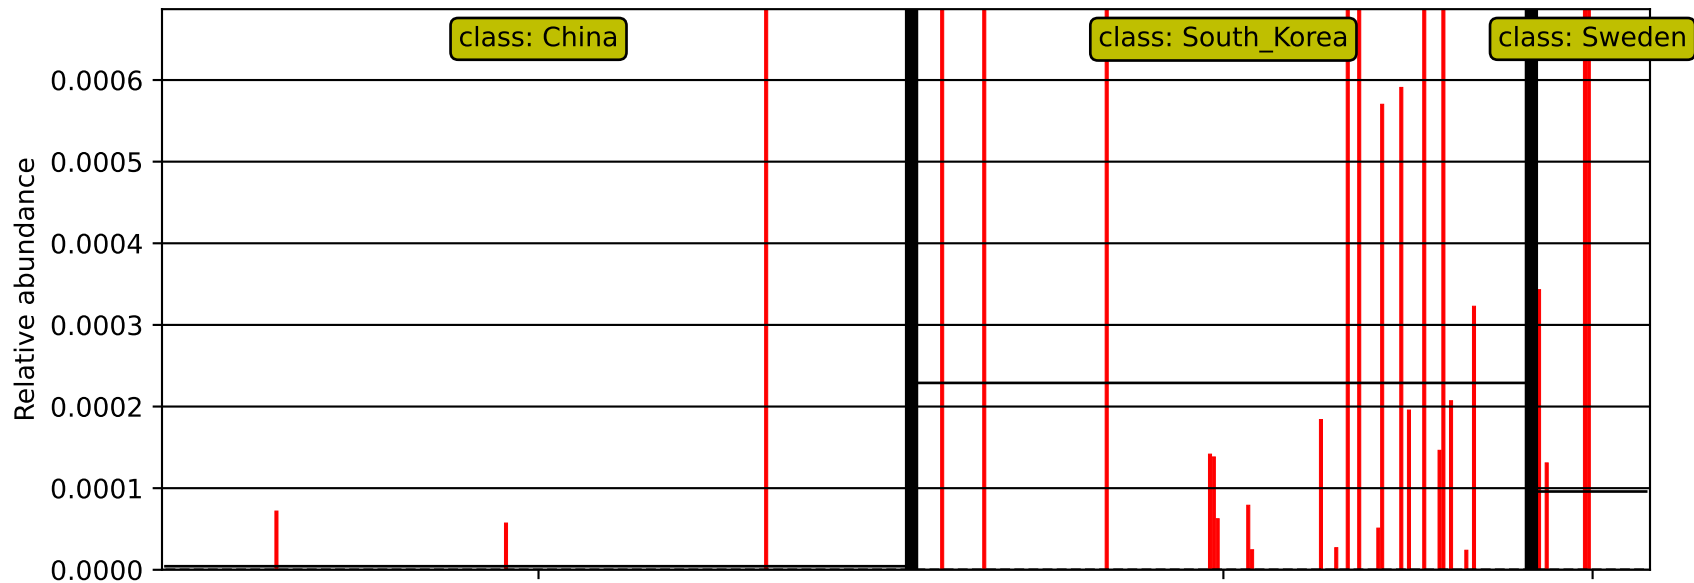 class: China
class: South_Korea
class: Sweden
Relative abundance
0.0006
0.0005
0.0004
0.0003
0.0002
0.0001
0.0000